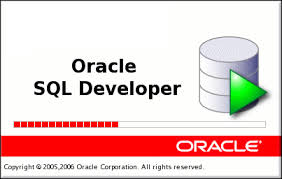 Oracle
SQL Developer
ORACLE
Copyright © 2005,2006 Oracle Corporation. All rights reserved.